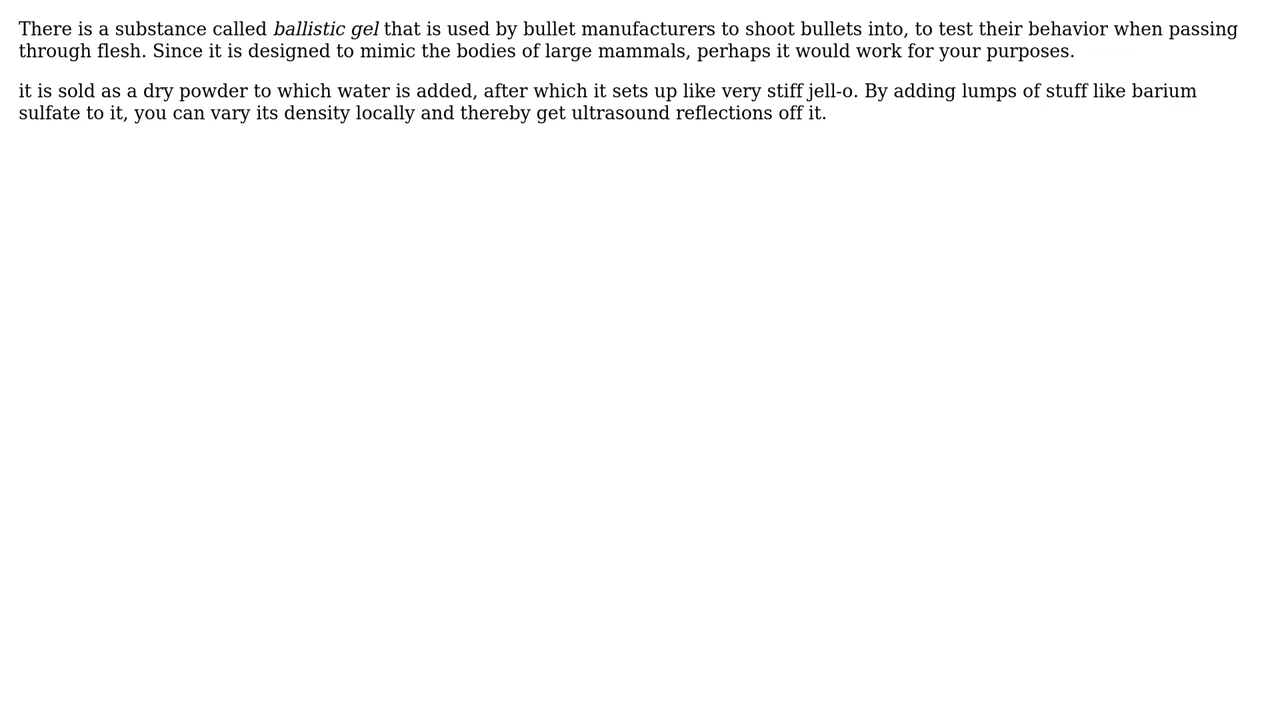 There is a substance called ballistic gel that is used by bullet manufacturers to shoot bullets into, to test their behavior when passing
through flesh. Since it is designed to mimic the bodies of large mammals, perhaps it would work for your purposes.
it is sold as a dry powder to which water is added, after which it sets up like very stiff jell-o. By adding lumps of stuff like barium
sulfate to it, you can vary its density locally and thereby get ultrasound reflections off it.